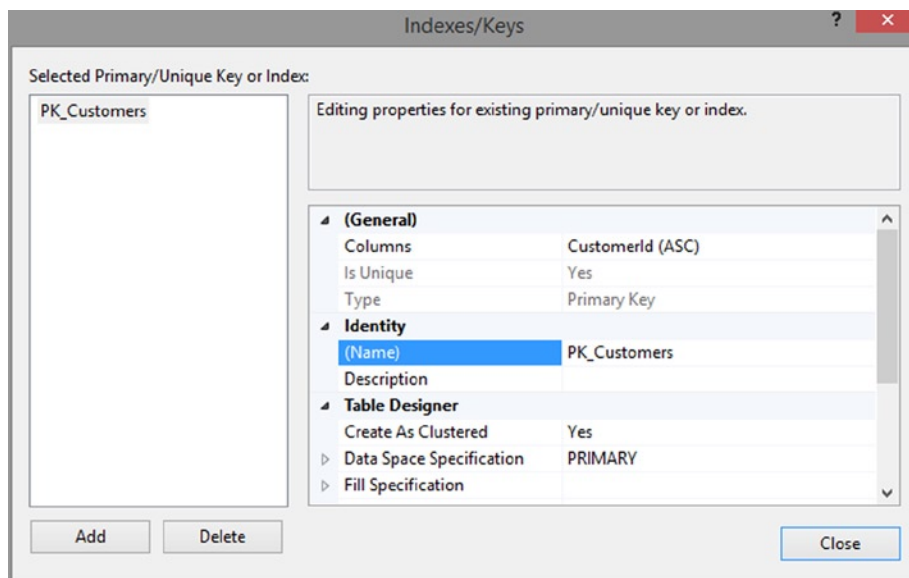 Indexes/Keys
?
Selected Primary/Unique Key or Index:
PK_Customers
Editing properties for existing primary/unique key or index.
(General)
Columns CustomerId (ASC)
Is Unique Yes
Type Primary Key
Identity
(Name) PK_Customers
Description
Table Designer
Create As Clustered Yes
Data Space Specification PRIMARY
Fill Specification
Add Delete
Close